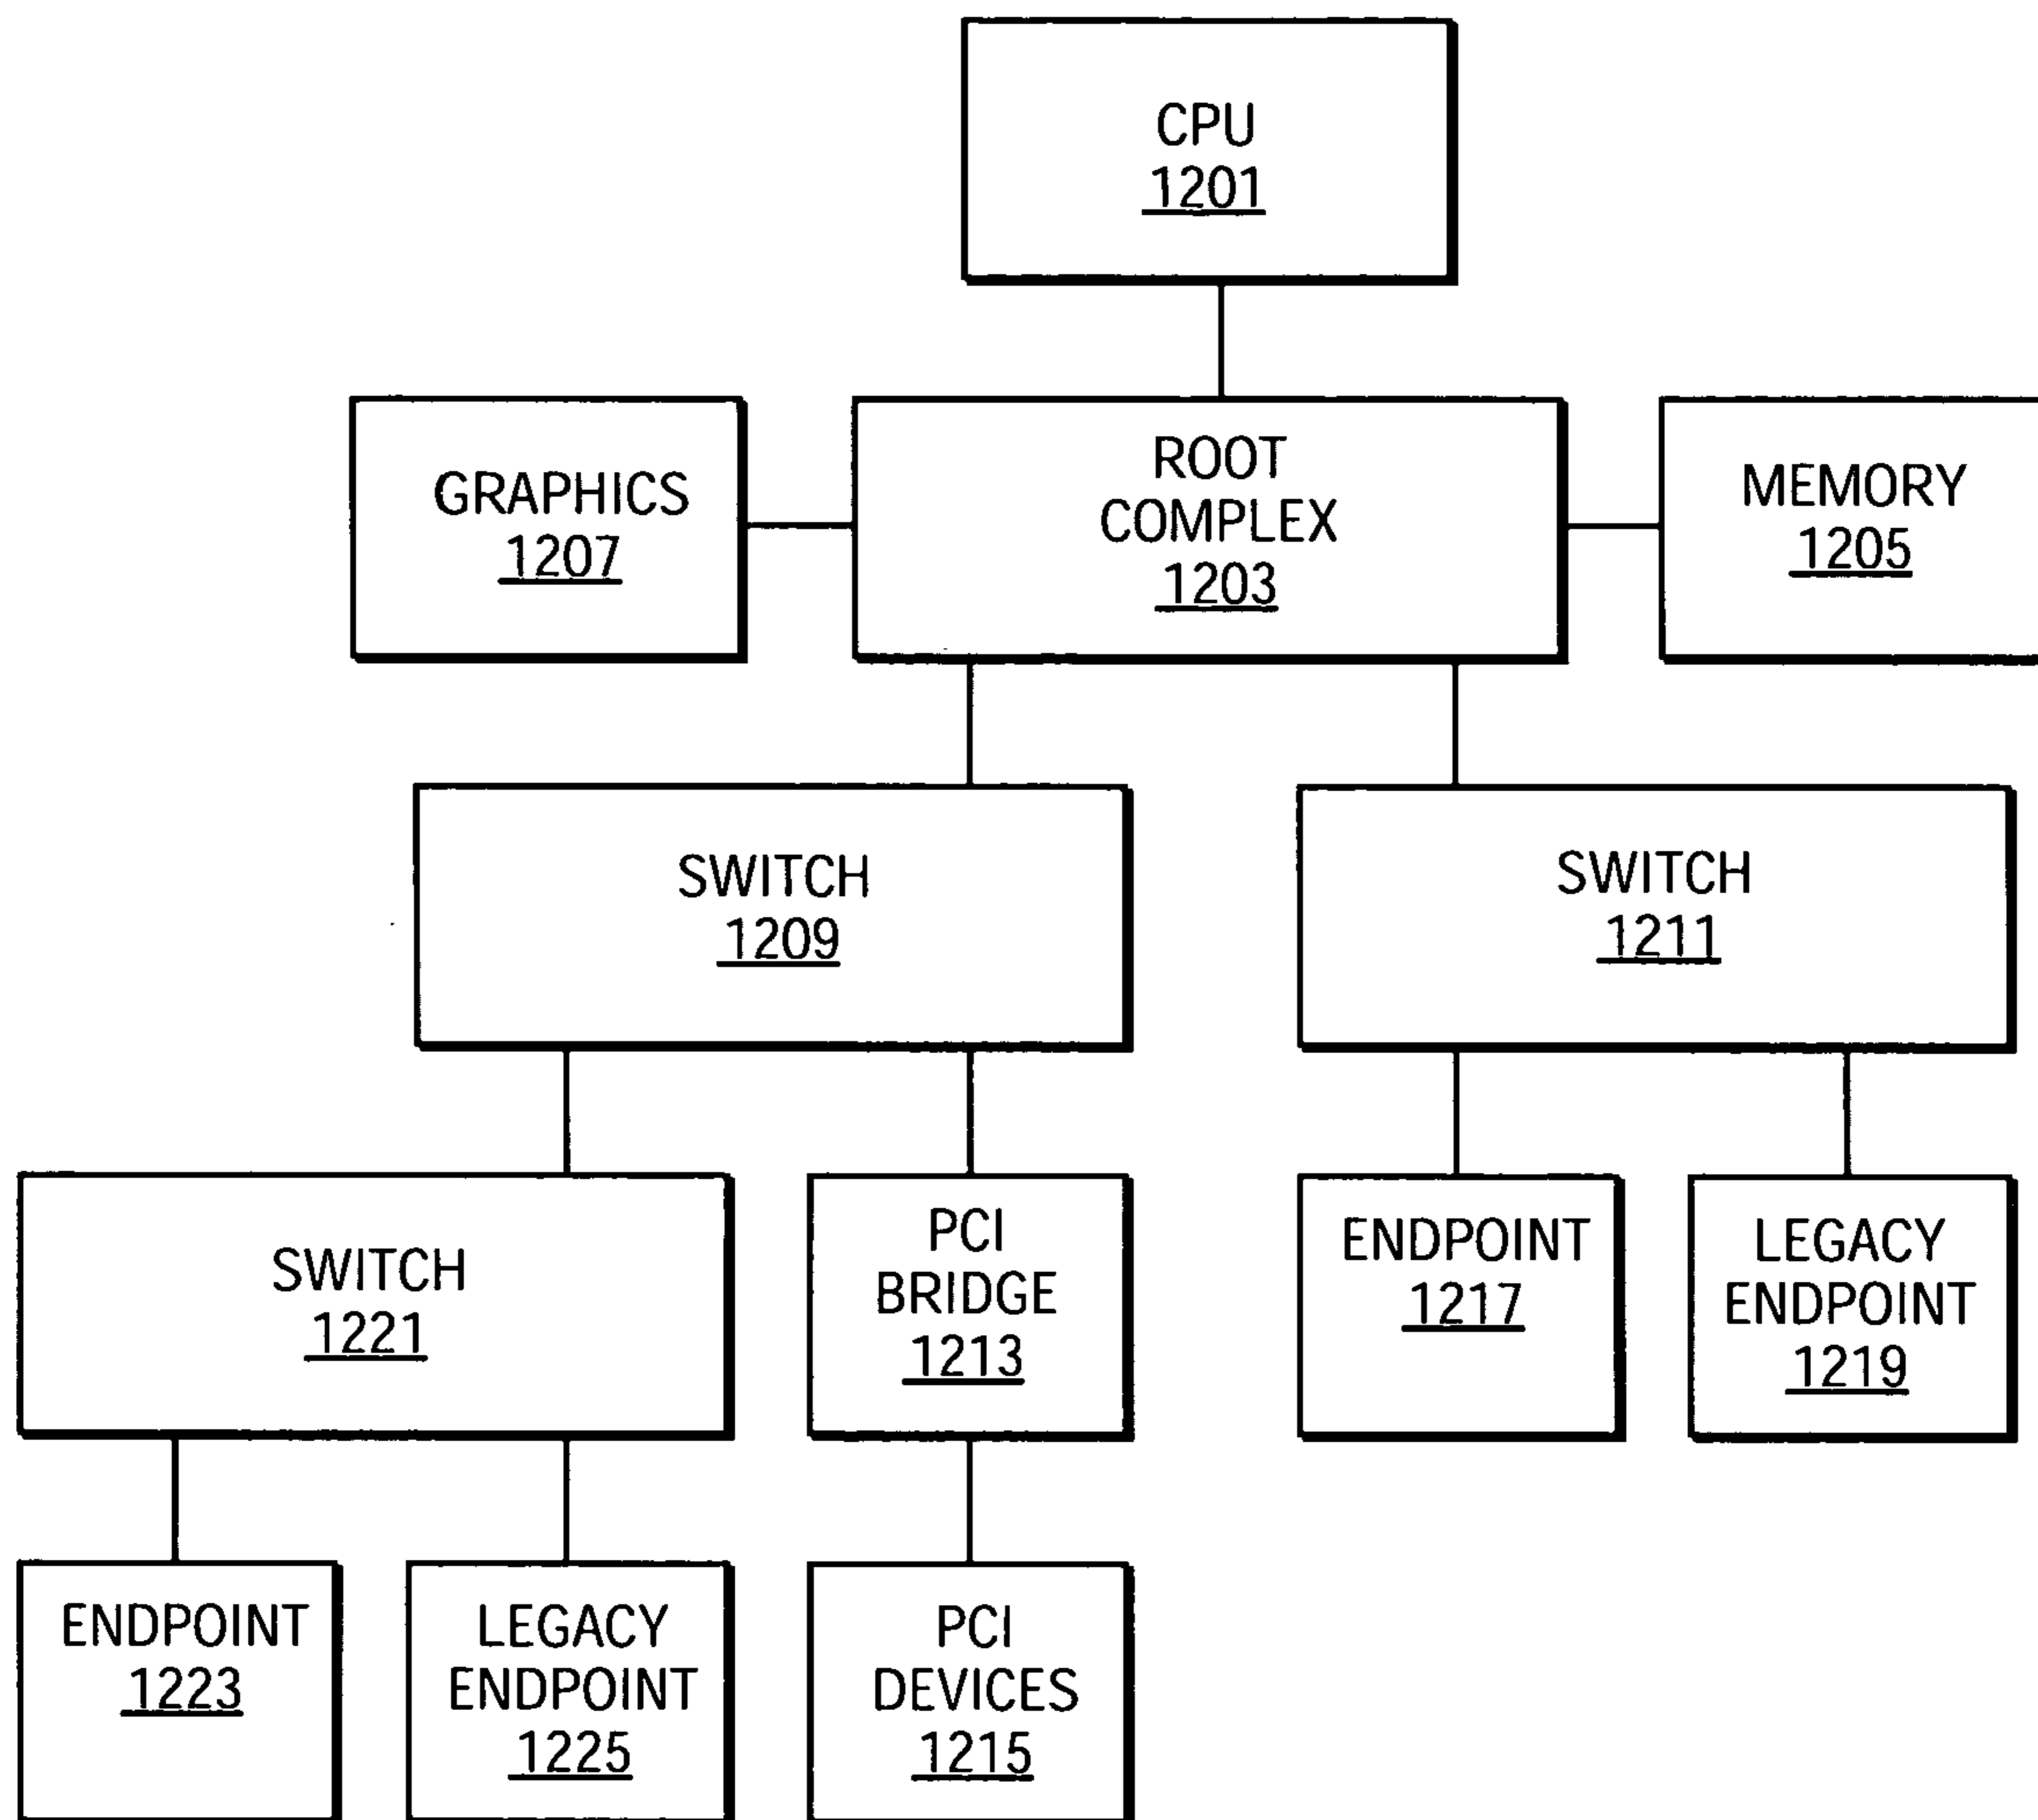 CPU
1201
GRAPHICS
1207
ROOT
COMPLEX
1203
MEMORY
1205
SWITCH
1209
SWITCH
1211
SWITCH
1221
PCI
BRIDGE
1213
ENDPOINT
1217
LEGACY
ENDPOINT
1219
ENDPOINT
1223
LEGACY
ENDPOINT
1225
PCI
DEVICES
1215